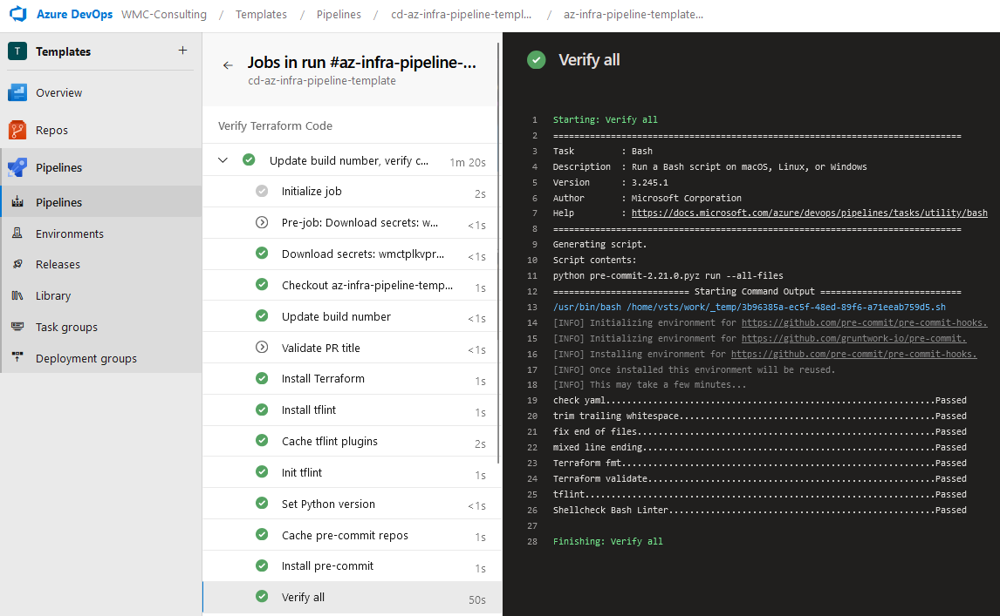 Azure DevOps WMC-Consulting / Templates / Pipelines / cd-az-infra-pipeline-templ... / az-infra-pipeline-template...
T Templates +
Overview
Repos
Pipelines
Pipelines
Environments
Releases
Library
Task groups
Deployment groups
Jobs in run #az-infra-pipeline-...
cd-az-infra-pipeline-template
Verify Terraform Code
Update build number, verify c... 1m 20s
Initialize job 2s
Pre-job: Download secrets: w... <1s
Download secrets: wmctplkvpr... <1s
Checkout az-infra-pipeline-temp... 1s
Update build number <1s
Validate PR title <1s
Install Terraform 1s
Install tflint 1s
Cache tflint plugins 2s
Init tflint 1s
Set Python version <1s
Cache pre-commit repos 1s
Install pre-commit 1s
Verify all 50s
Verify all
1 Starting: Verify all
2 ==============================================================================
3 Task         : Bash
4 Description  : Run a Bash script on macOS, Linux, or Windows
5 Version      : 3.245.1
6 Author       : Microsoft Corporation
7 Help         : https://docs.microsoft.com/azure/devops/pipelines/tasks/utility/bash
8 ==============================================================================
9 Generating script.
10 Script contents:
11 python pre-commit-2.21.0.pyz run --all-files
12 ========================== Starting Command Output ===========================
13 /usr/bin/bash /home/vsts/work/_temp/3b96385a-ec5f-48ed-89f6-a71eeab759d5.sh
14 [INFO] Initializing environment for https://github.com/pre-commit/pre-commit-hooks.
15 [INFO] Initializing environment for https://github.com/gruntwork-io/pre-commit.
16 [INFO] Installing environment for https://github.com/pre-commit/pre-commit-hooks.
17 [INFO] Once installed this environment will be reused.
18 [INFO] This may take a few minutes...
19 check yaml...............................................................Passed
20 trim trailing whitespace.................................................Passed
21 fix end of files.........................................................Passed
22 mixed line ending........................................................Passed
23 Terraform fmt............................................................Passed
24 Terraform validate.......................................................Passed
25 tflint...................................................................Passed
26 Shellcheck Bash Linter...................................................Passed
27
28 Finishing: Verify all